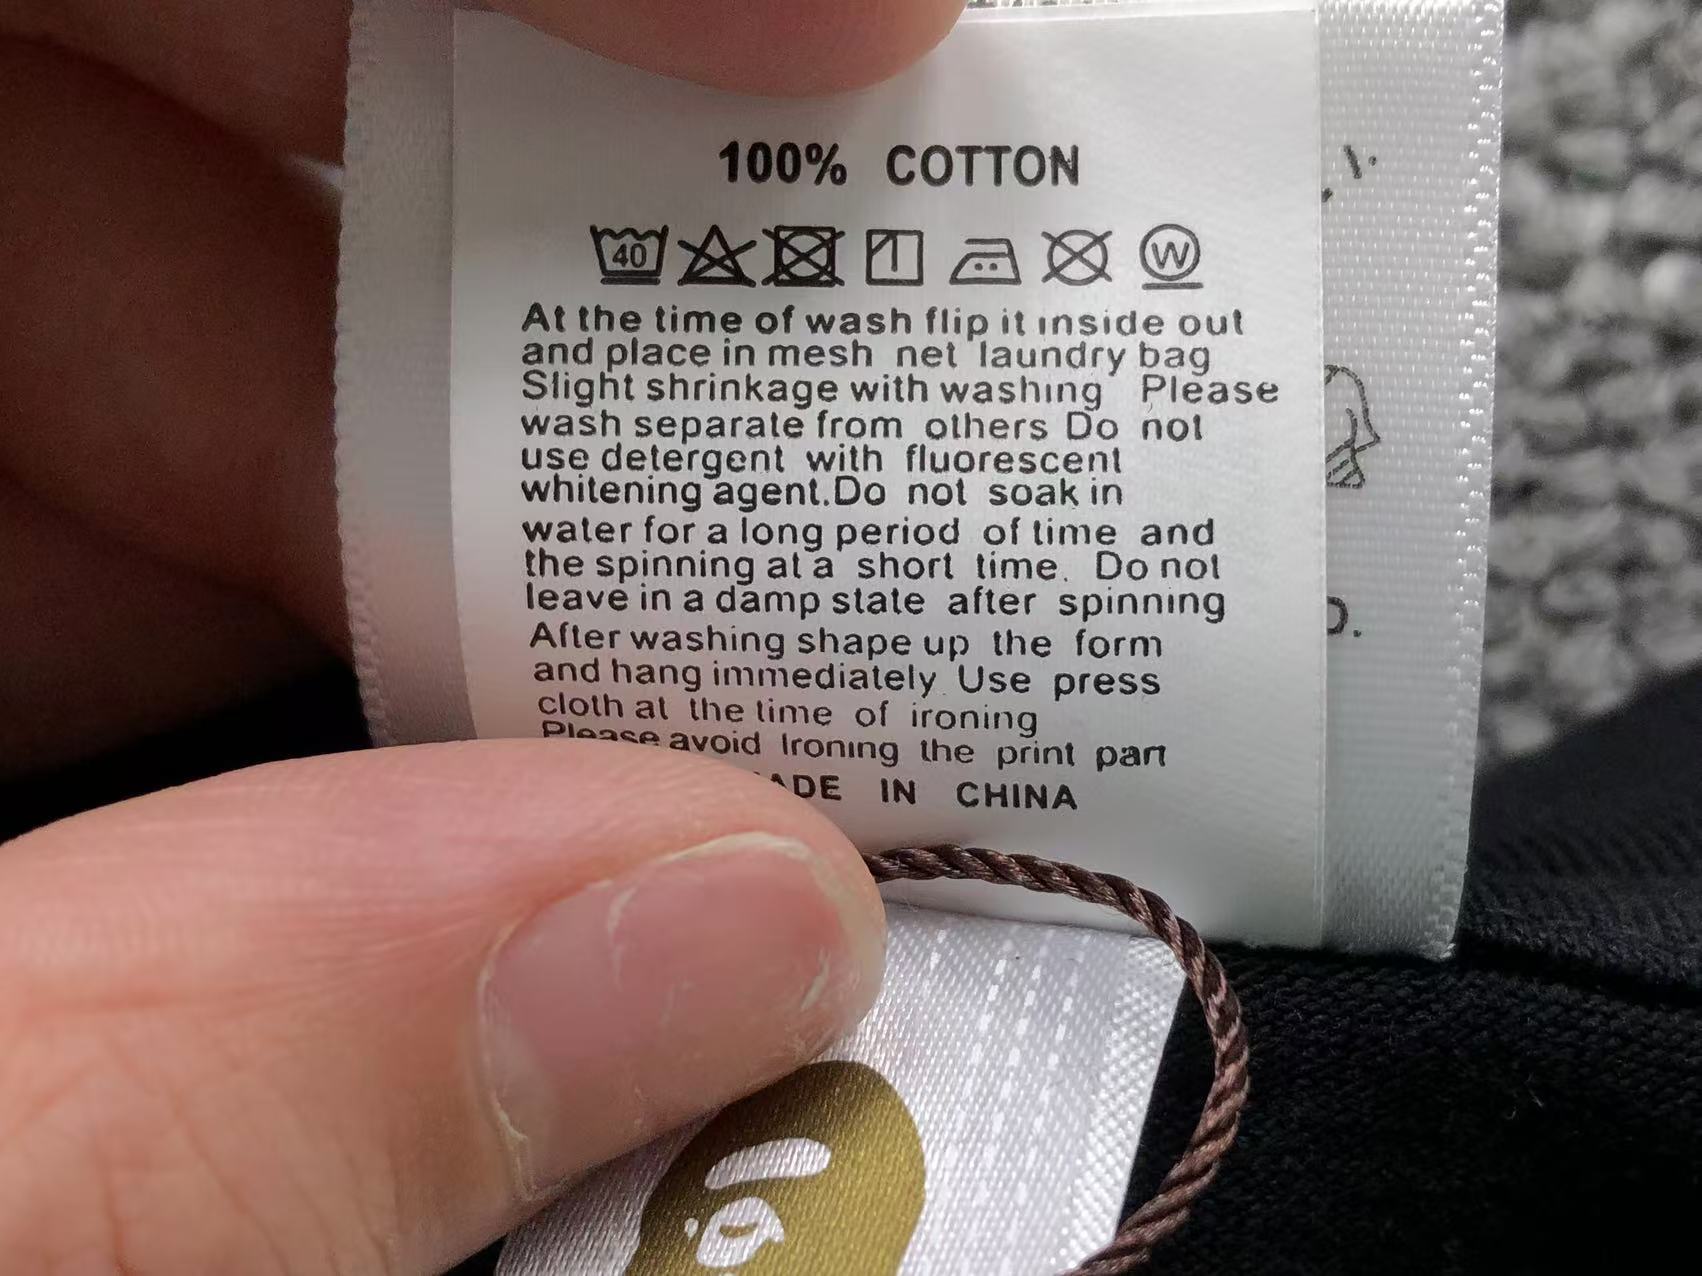 100% COTTON
40 W
At the time of wash flip it inside out
and place in mesh net laundry bag
Slight shrinkage with washing Please
wash separate from others Do not
use detergent with fluorescent
whitening agent.Do not soak in
water for a long period of time and
the spinning at a short time. Do not
leave in a damp state after spinning
After washing shape up the form
and hang immediately Use press
cloth at the time of ironing
Please avoid Ironing the print part
MADE IN CHINA